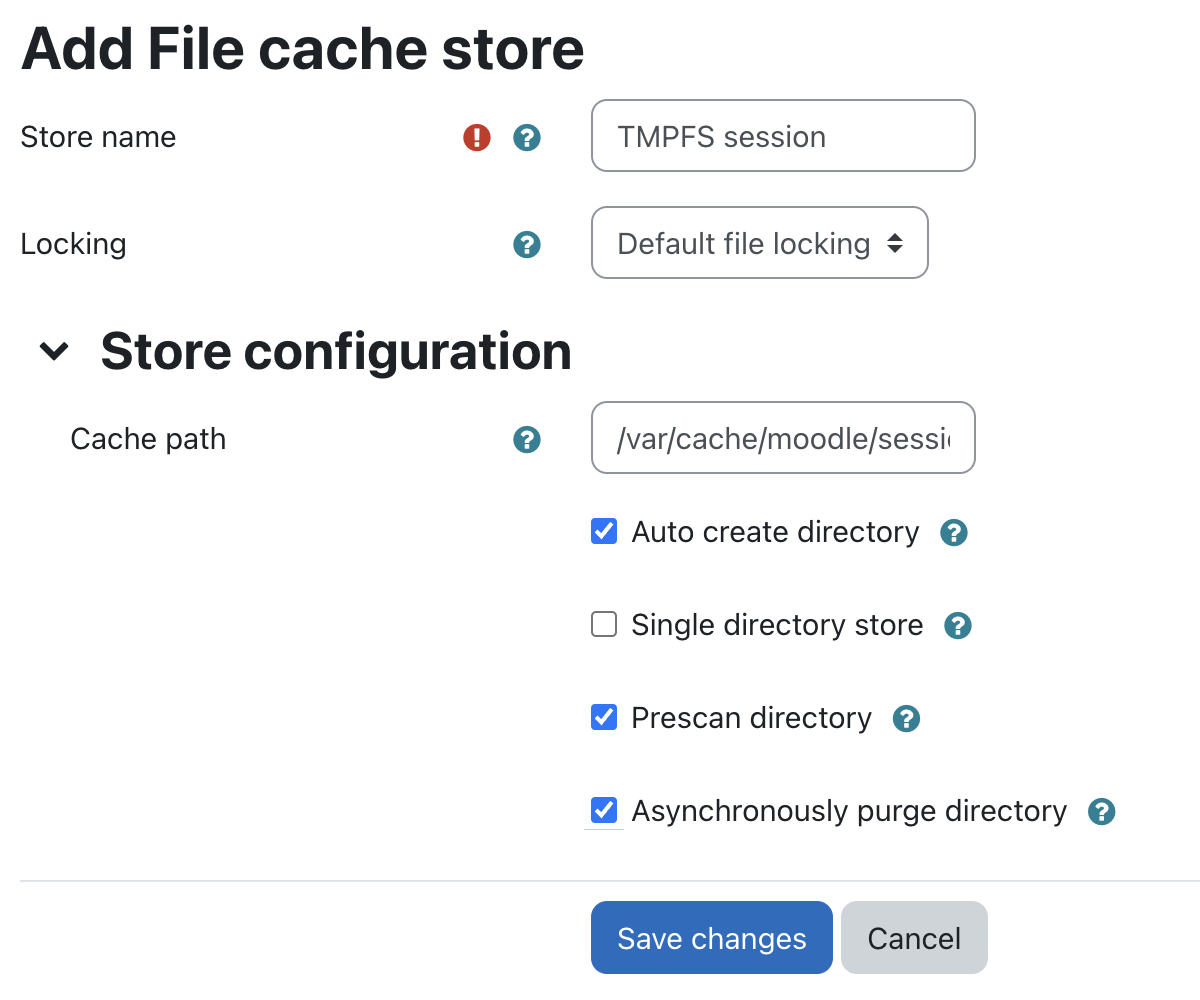 Add File cache store
Store name
TMPFS session
Locking
Default file locking
Store configuration
Cache path
/var/cache/moodle/sessi
Auto create directory
Single directory store
Prescan directory
Asynchronously purge directory
Save changes
Cancel